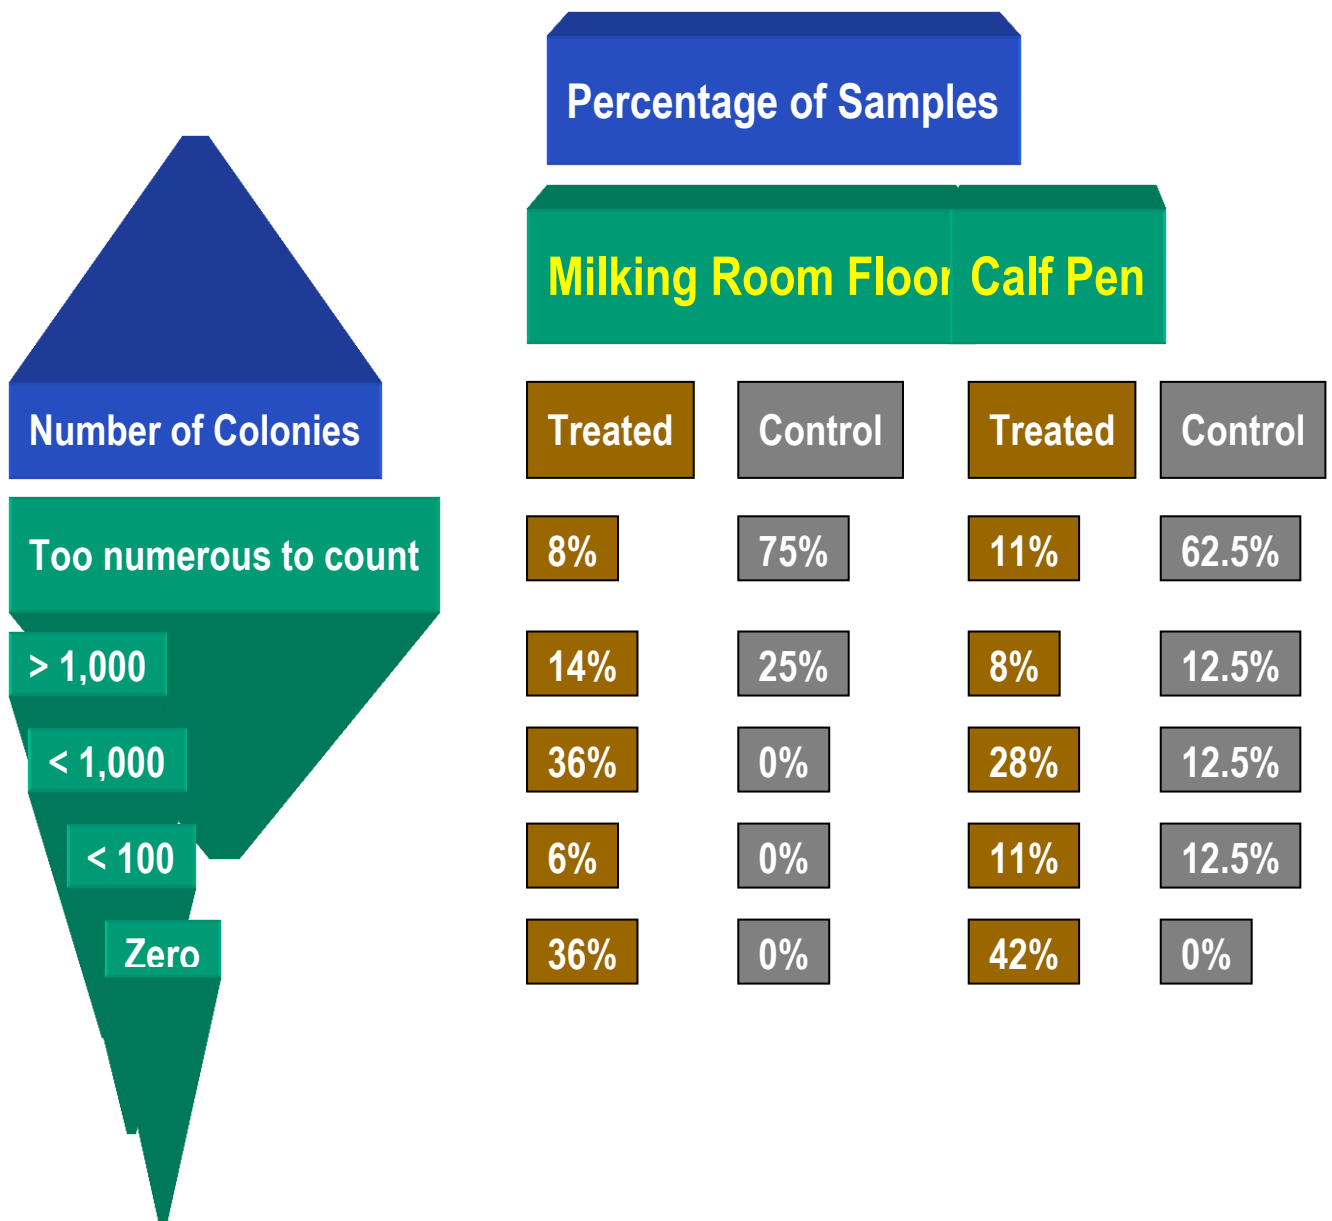 Percentage of Samples
Milking Room Floor Calf Pen
Number of Colonies Treated Control Treated Control
Too numerous to count 8% 75% 11% 62.5%
> 1,000 14% 25% 8% 12.5%
< 1,000 36% 0% 28% 12.5%
< 100 6% 0% 11% 12.5%
Zero 36% 0% 42% 0%